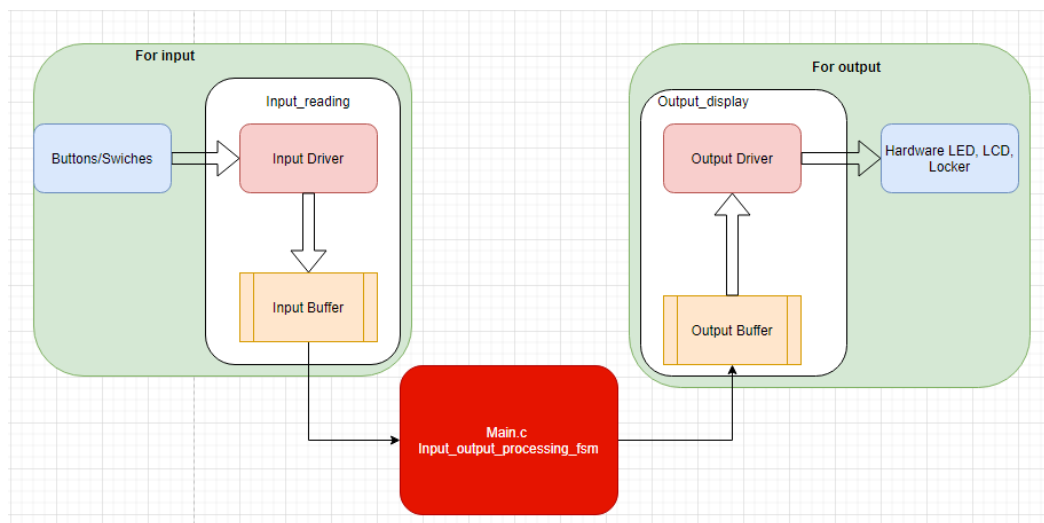 For input
Input_reading
Buttons/Swiches
Input Driver
Input Buffer
Main.c
Input_output_processing_fsm
For output
Output_display
Output Driver
Hardware LED, LCD,
Locker
Output Buffer